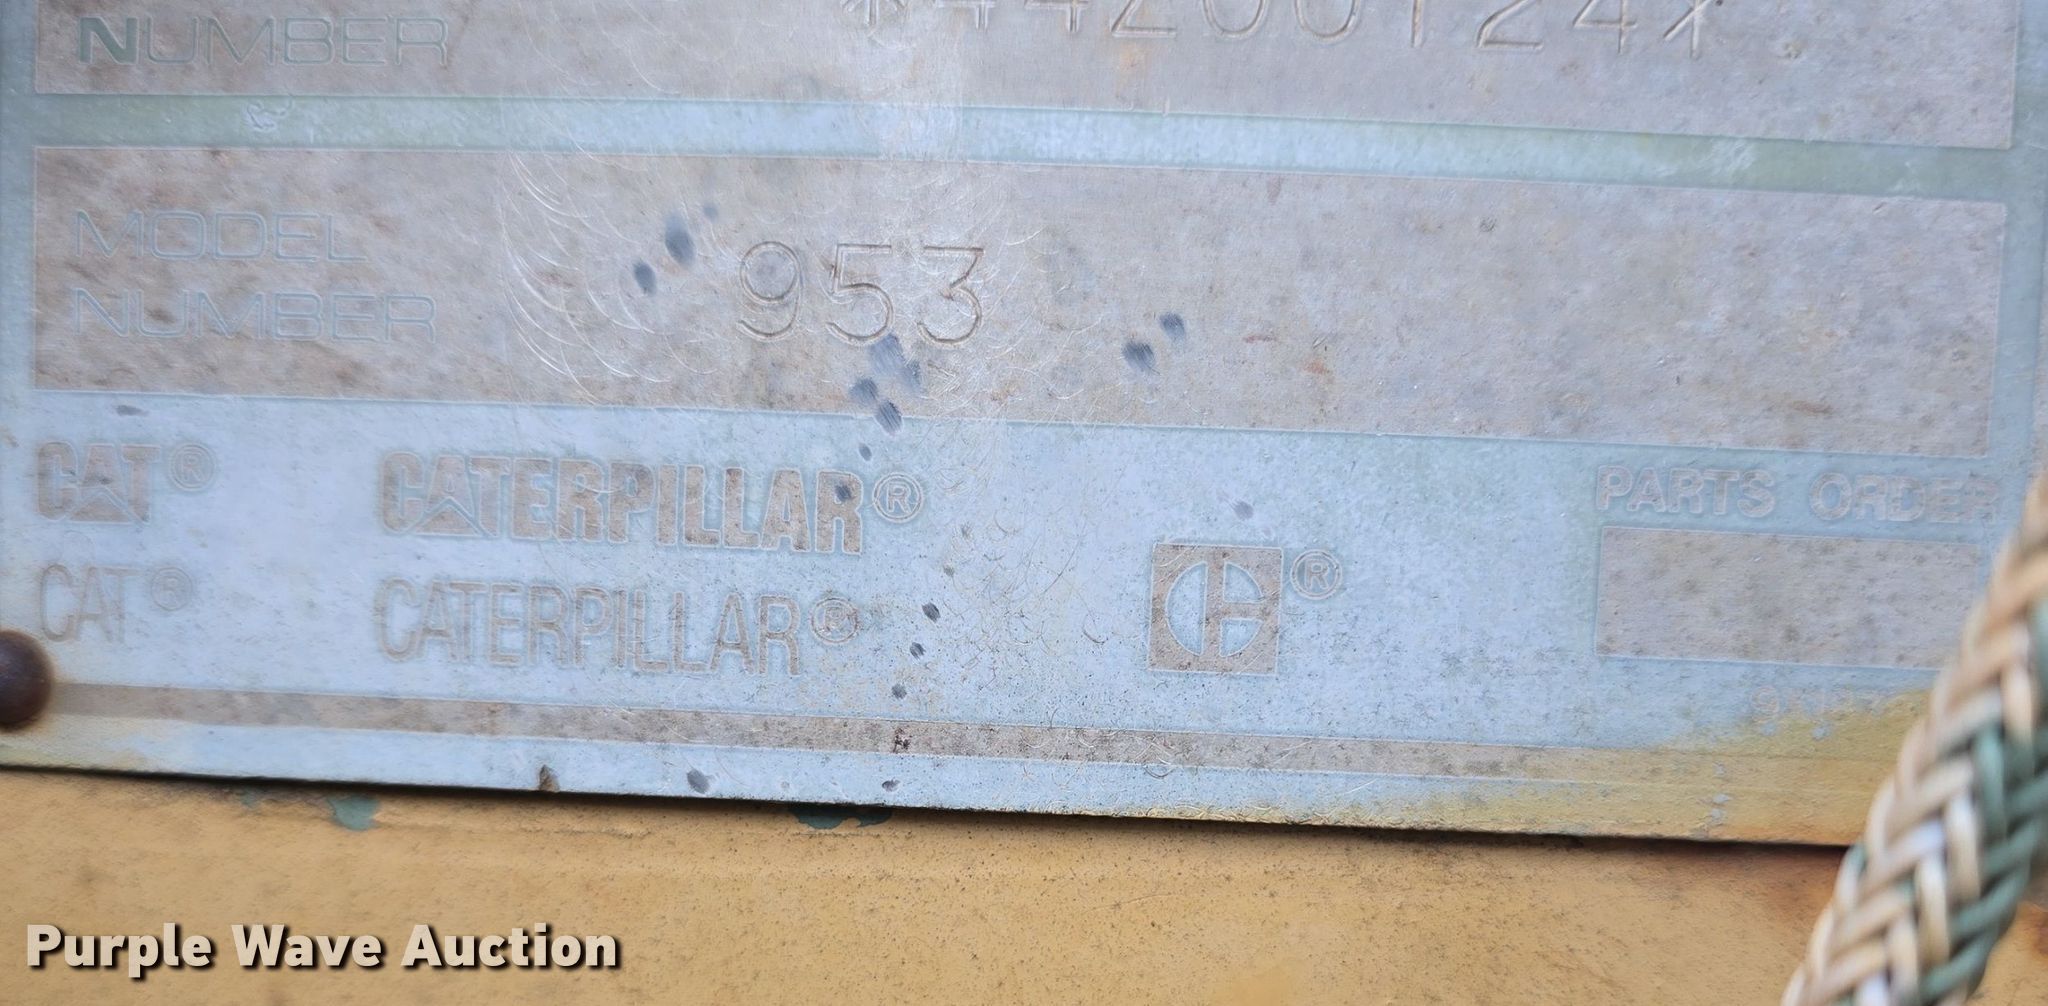 NUMBER
MODEL
NUMBER 953
CAT® CATERPILLAR® PARTS ORDER
CAT® CATERPILLAR® ®
Purple Wave Auction